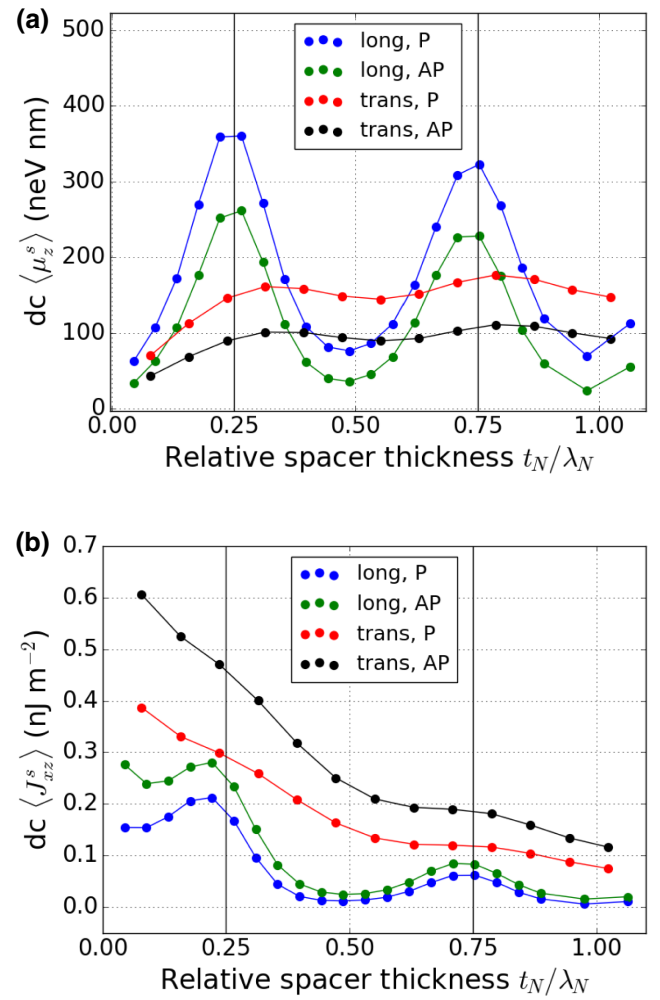 (a)
500
400
300
200
100
0
dc ⟨μ_z^s⟩ (neV nm)
long, P
long, AP
trans, P
trans, AP
0.00 0.25 0.50 0.75 1.00
Relative spacer thickness t_N/λ_N
(b)
0.7
0.6
0.5
0.4
0.3
0.2
0.1
0.0
dc ⟨J_xz^s⟩ (nJ m⁻²)
long, P
long, AP
trans, P
trans, AP
0.00 0.25 0.50 0.75 1.00
Relative spacer thickness t_N/λ_N